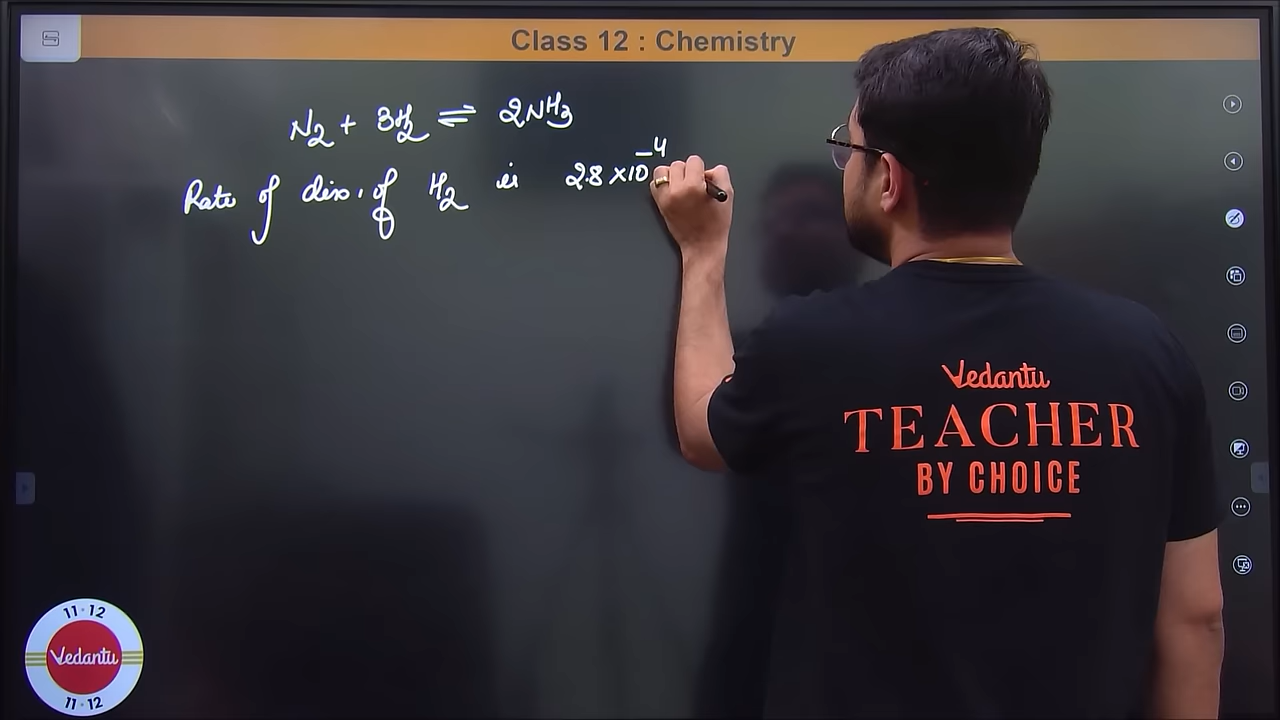 Class 12 : Chemistry
N₂ + 3H₂ ⇌ 2NH₃
Rate of dis. of H₂ is 2.8 × 10⁻⁴
Vedantu
TEACHER
BY CHOICE
11·12
Vedantu
11·12